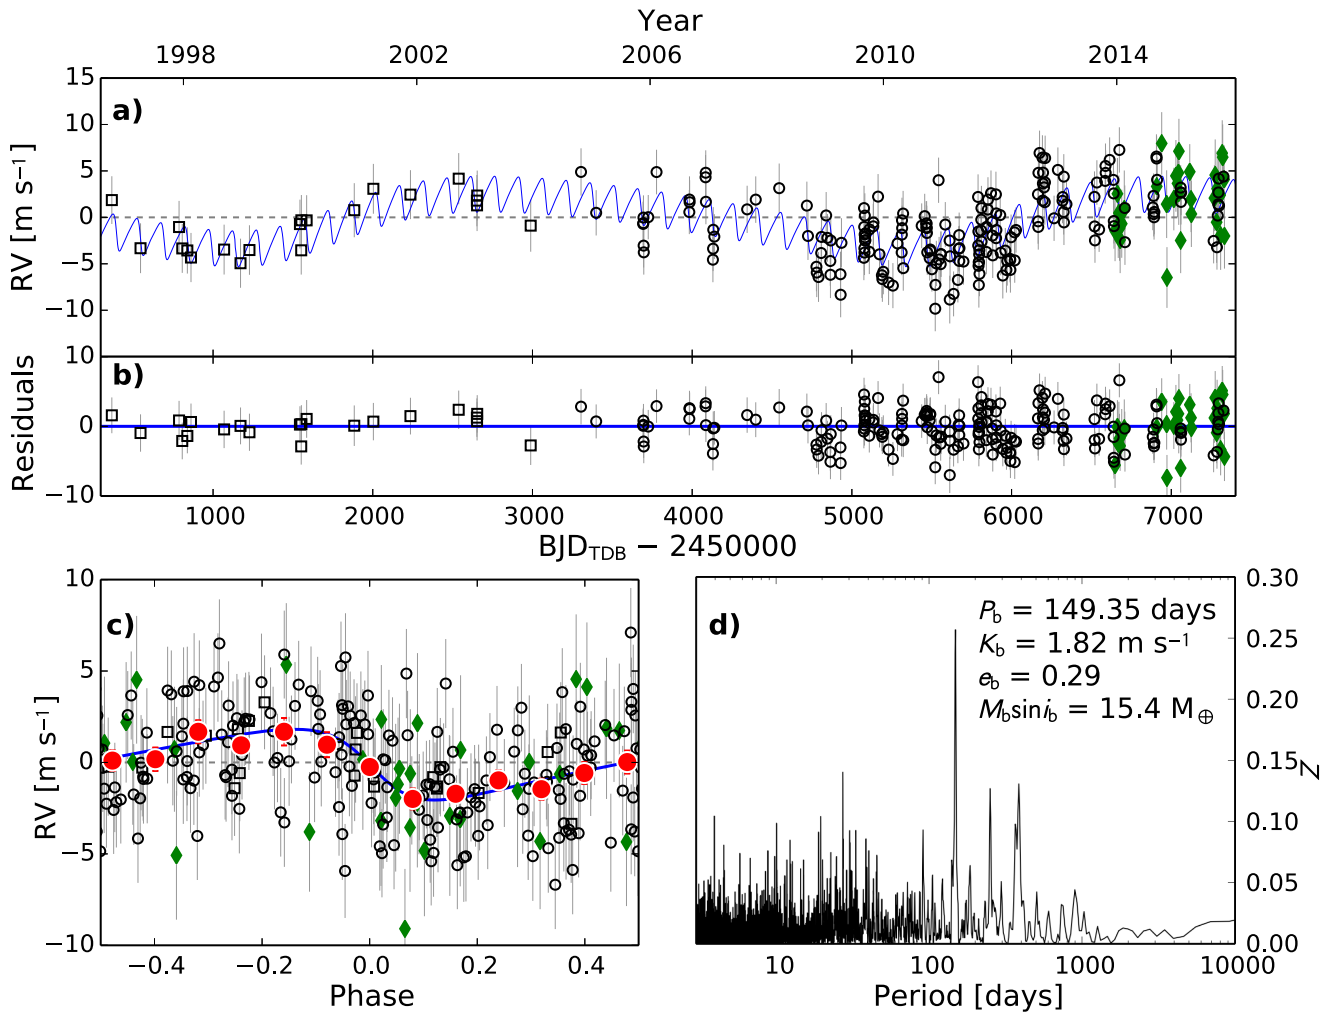 Year
1998 2002 2006 2010 2014
a)
RV [m s⁻¹]
15
10
5
0
−5
−10
b)
Residuals
10
0
−10
1000 2000 3000 4000 5000 6000 7000
BJD_TDB − 2450000
c)
RV [m s⁻¹]
10
5
0
−5
−10
−0.4 −0.2 0.0 0.2 0.4
Phase
d)
P_b = 149.35 days
K_b = 1.82 m s⁻¹
e_b = 0.29
M_b sin i_b = 15.4 M_⊕
0.30
0.25
0.20
0.15
0.10
0.05
0.00
Z
10 100 1000 10000
Period [days]